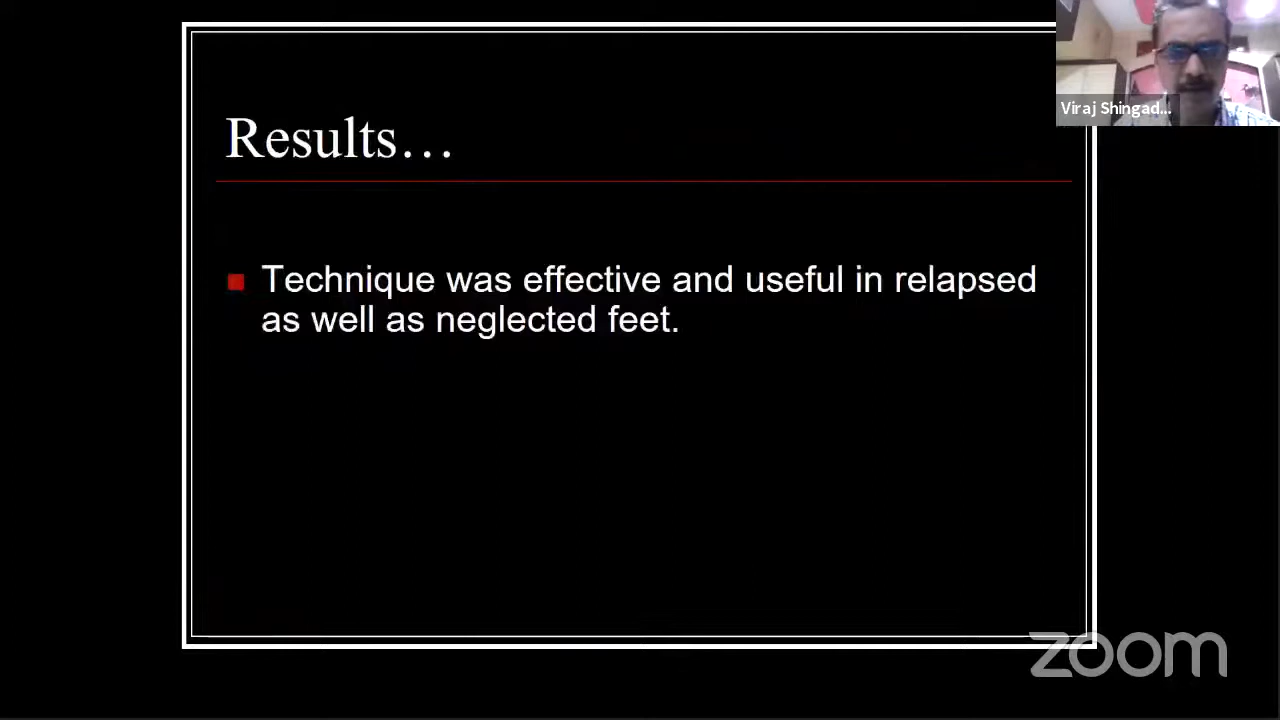 Viraj Shingad...
Results...
Technique was effective and useful in relapsed
as well as neglected feet.
zoom